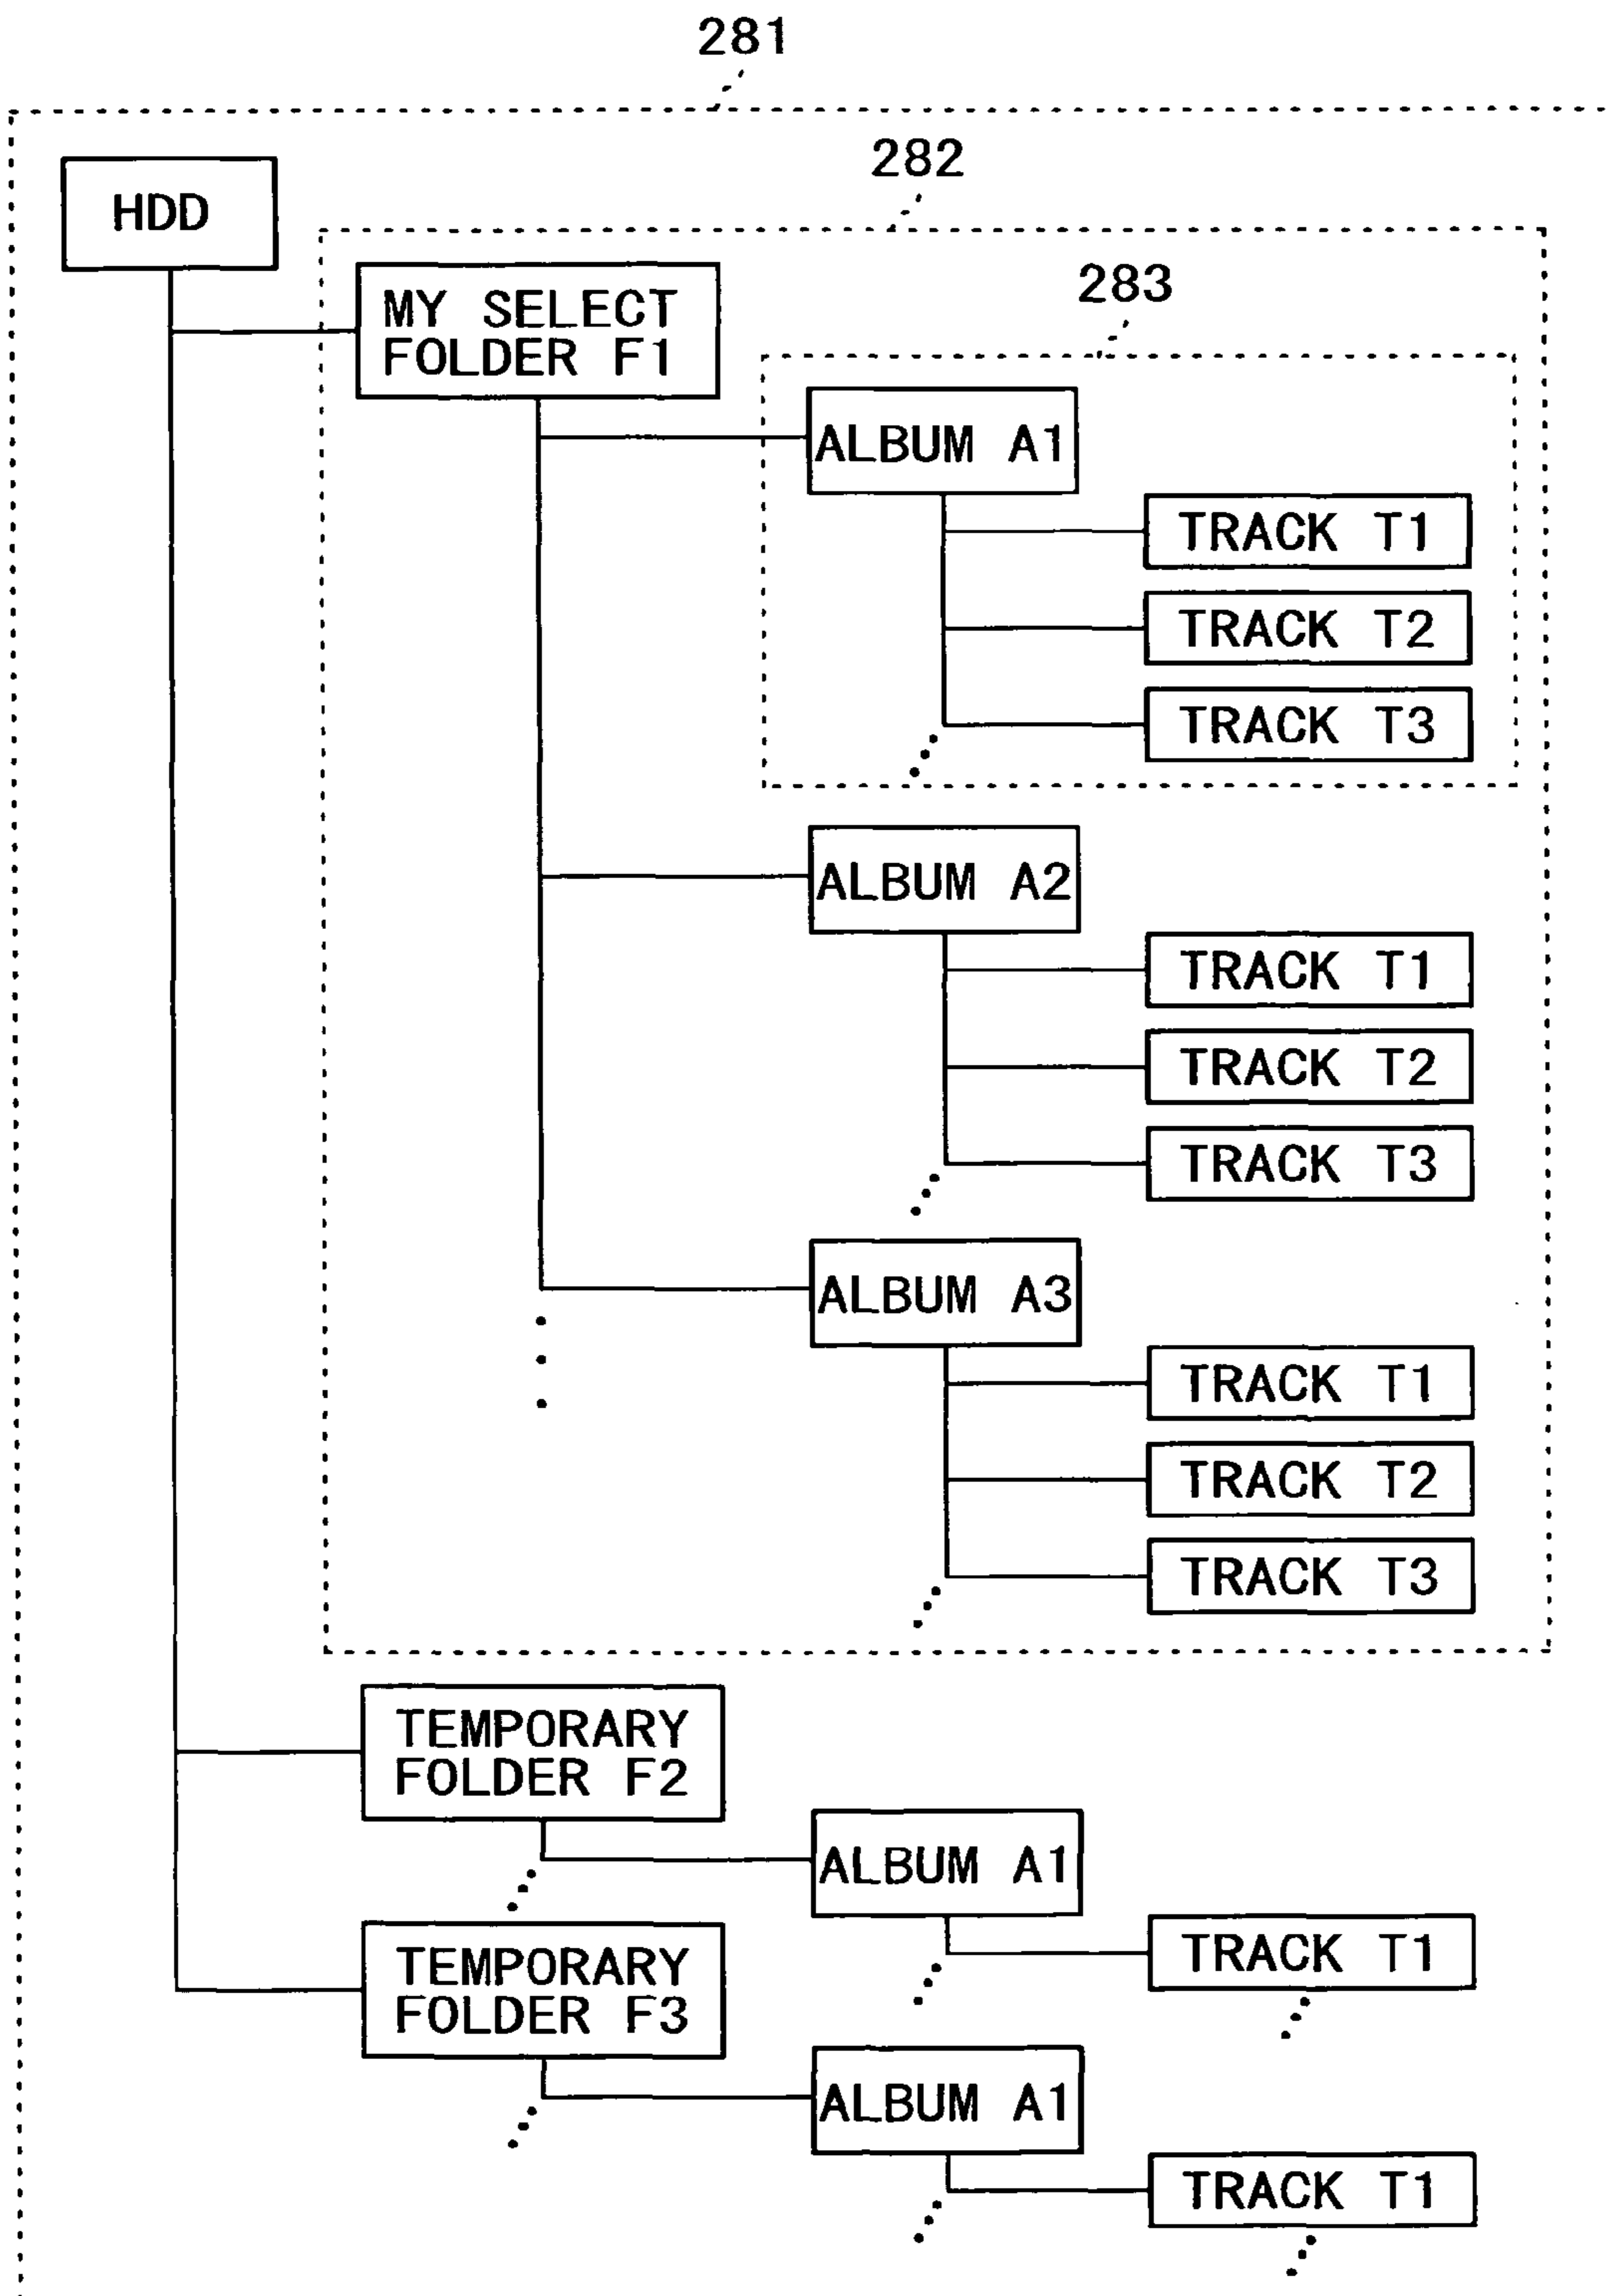 281
282
HDD
283
MY SELECT
FOLDER F1
ALBUM A1
TRACK T1
TRACK T2
TRACK T3
ALBUM A2
TRACK T1
TRACK T2
TRACK T3
ALBUM A3
TRACK T1
TRACK T2
TRACK T3
TEMPORARY
FOLDER F2
ALBUM A1
TRACK T1
TEMPORARY
FOLDER F3
ALBUM A1
TRACK T1